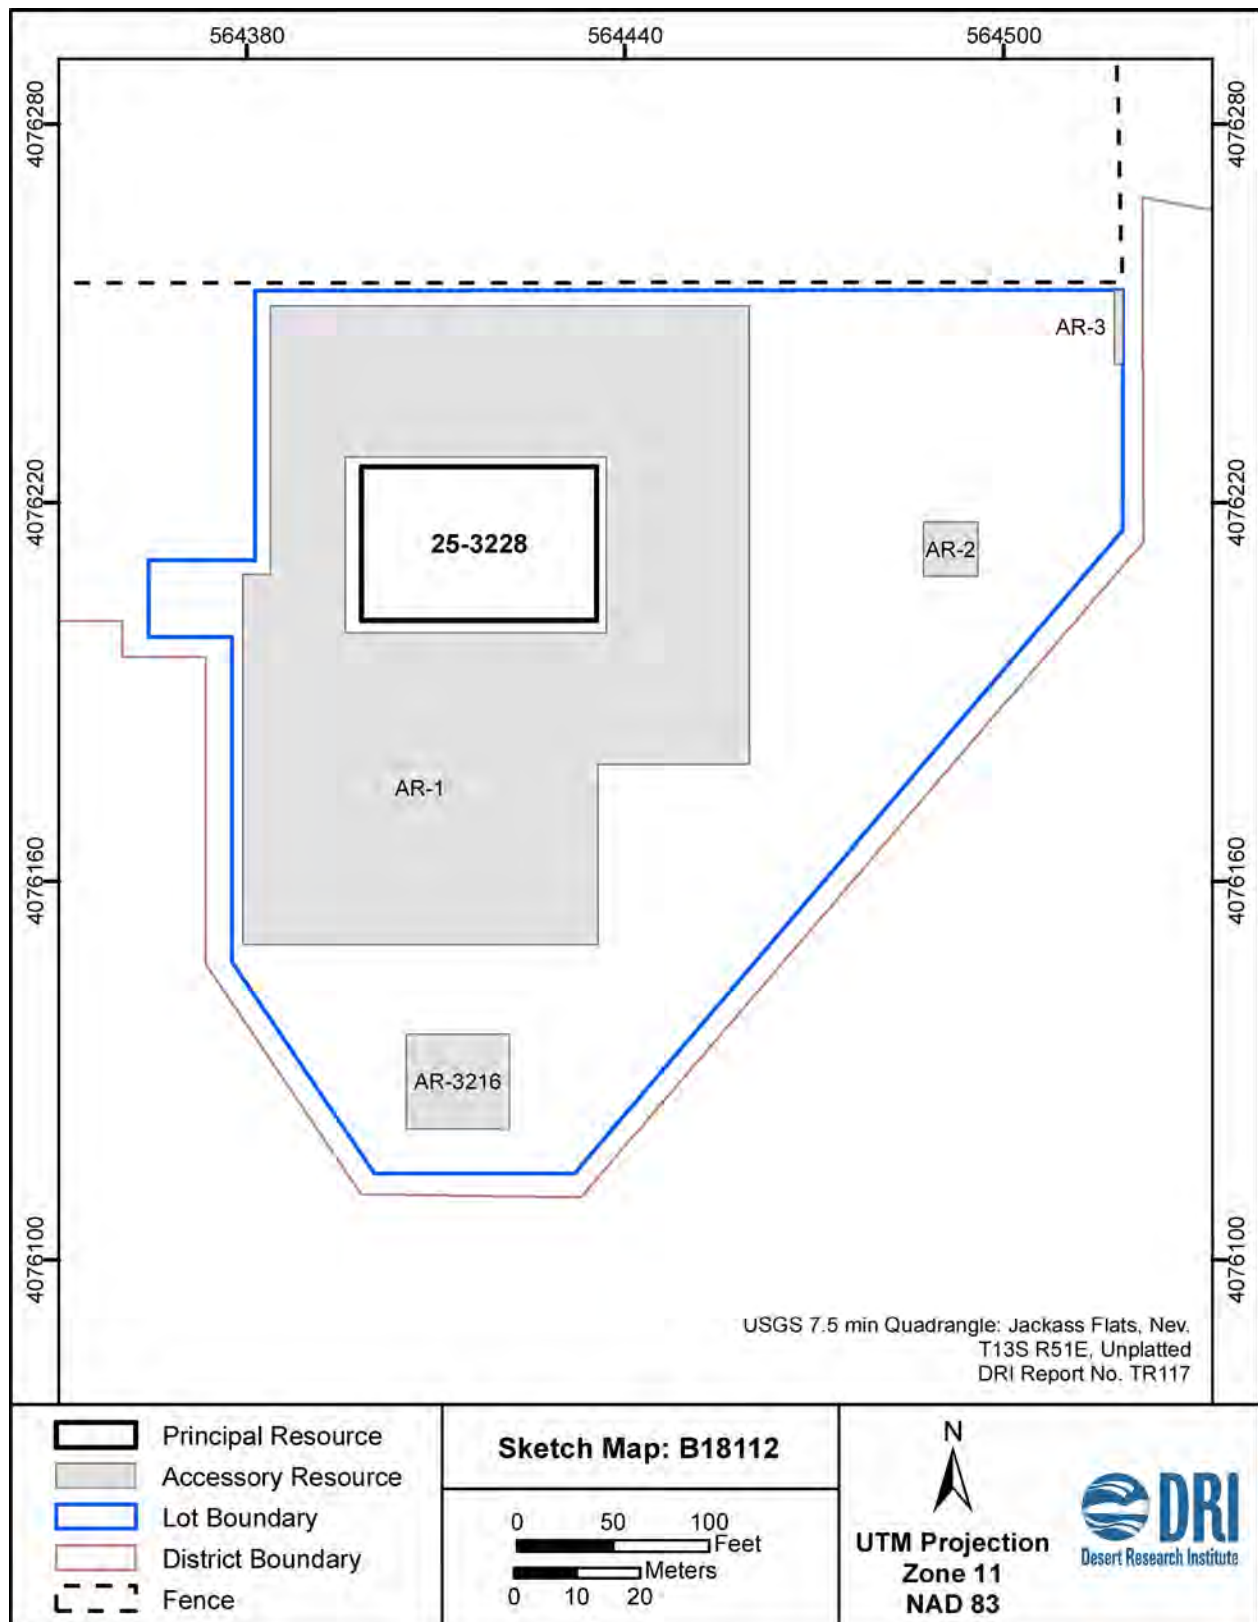 564380 564440 564500
4076280 4076280
AR-3
4076220 4076220
25-3228
AR-2
AR-1
4076160 4076160
AR-3216
4076100 4076100
USGS 7.5 min Quadrangle: Jackass Flats, Nev.
T13S R51E, Unplatted
DRI Report No. TR117
Principal Resource
Accessory Resource
Lot Boundary
District Boundary
Fence
Sketch Map: B18112
0 50 100
Feet
Meters
0 10 20
N
UTM Projection
Zone 11
NAD 83
DRI
Desert Research Institute